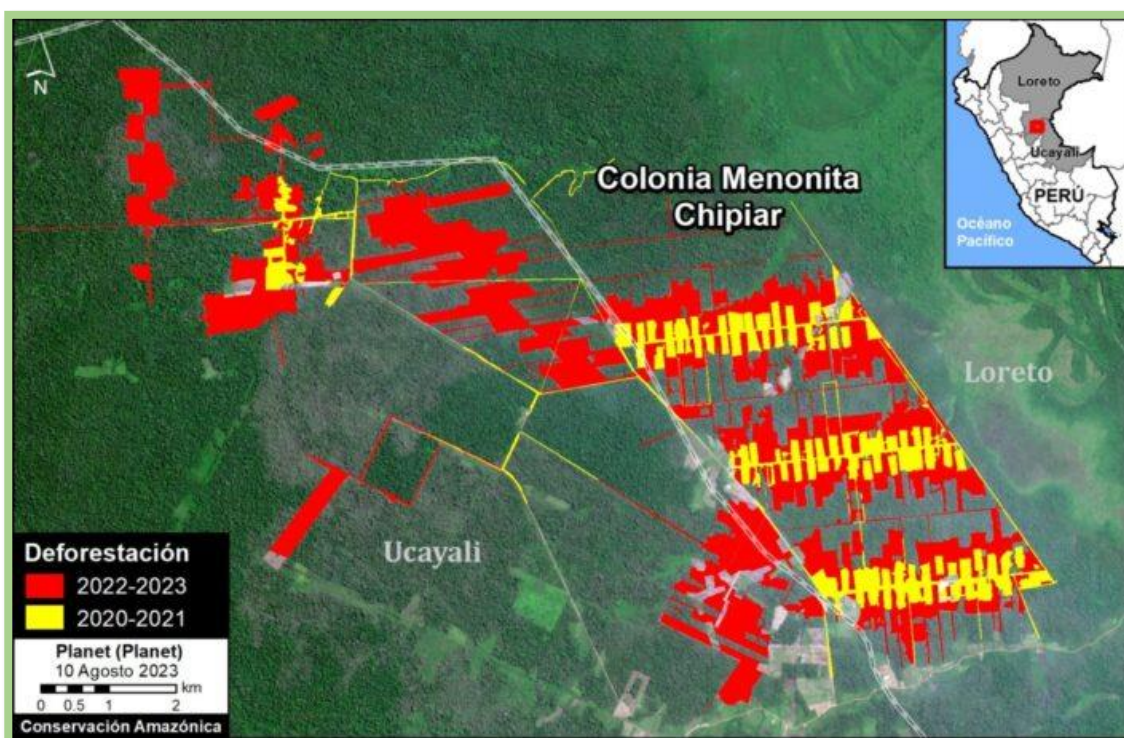 N
Colonia Menonita
Chipiar
Loreto
Ucayali
Loreto
Ucayali
PERÚ
Océano
Pacífico
Deforestación
2022-2023
2020-2021
Planet (Planet)
10 Agosto 2023
km
0 0.5 1 2
Conservación Amazónica